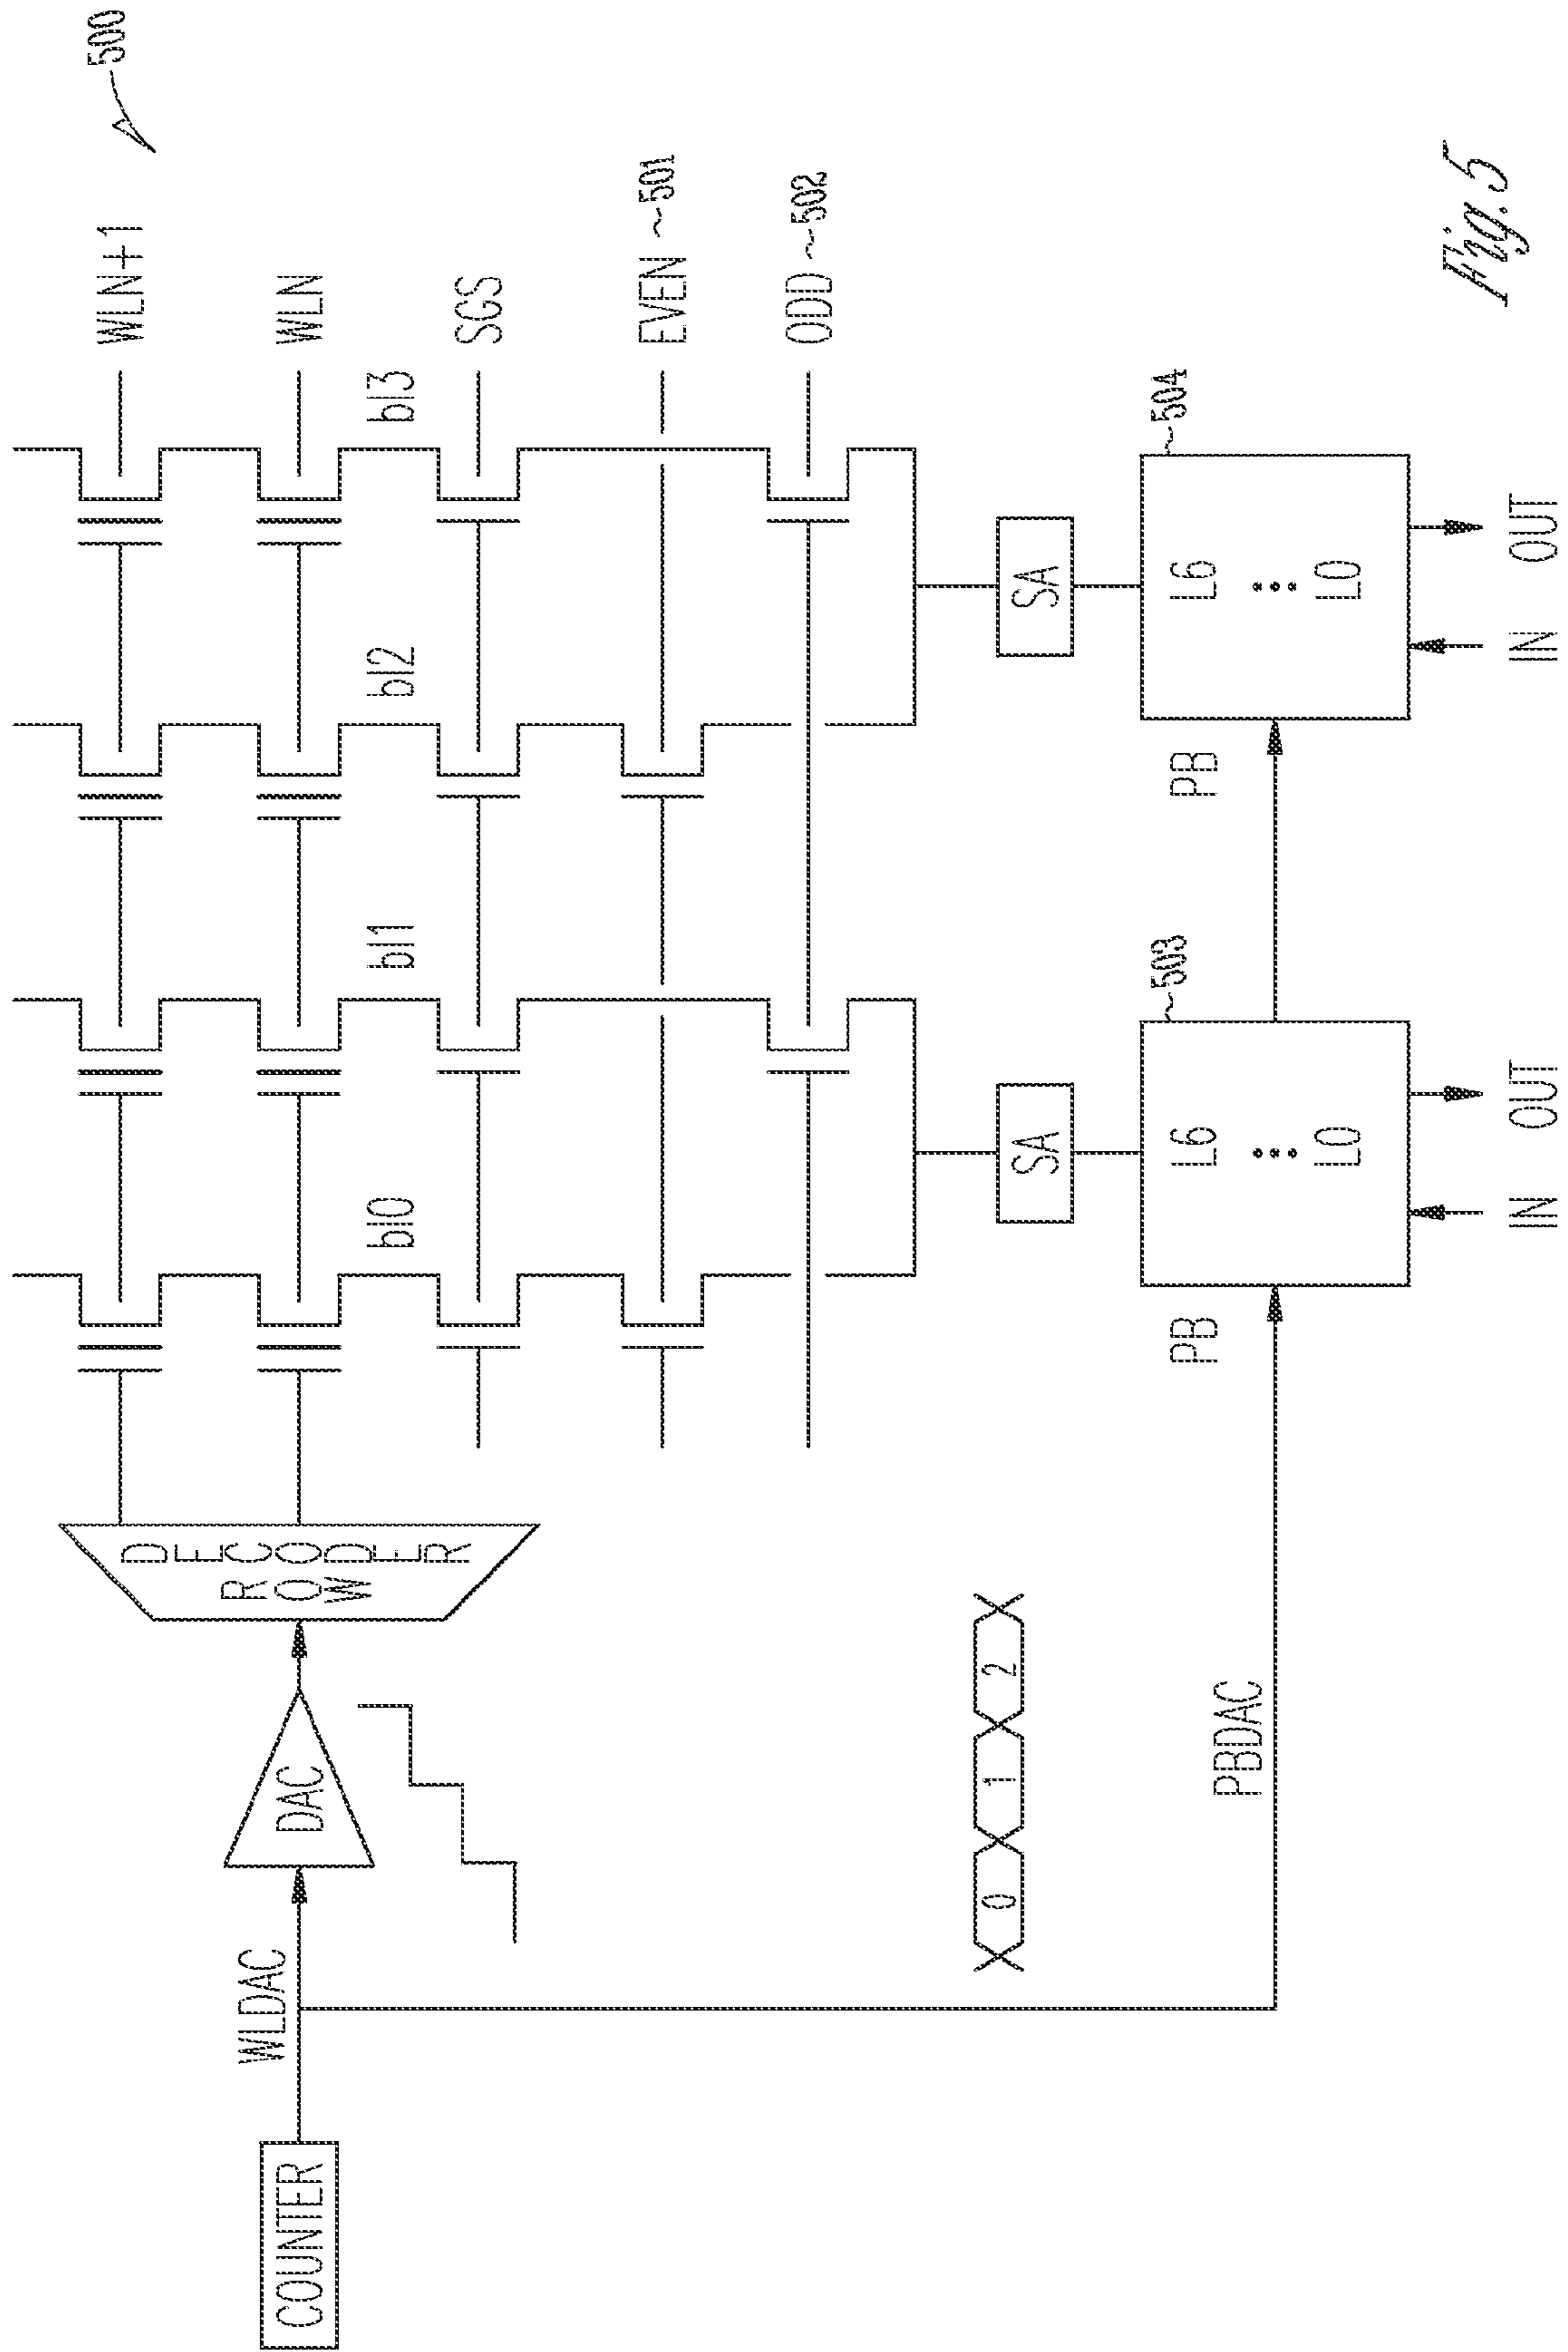 500
WLN+1
WLN
SGS
EVEN ~501
ODD ~502
bl0
bl1
bl2
bl3
ROW
DECODER
DAC
WLDAC
COUNTER
0 1 2
SA
SA
PBDAC
PB
~503
L6
L0
PB
~504
L6
L0
IN
OUT
IN
OUT
Fig. 5